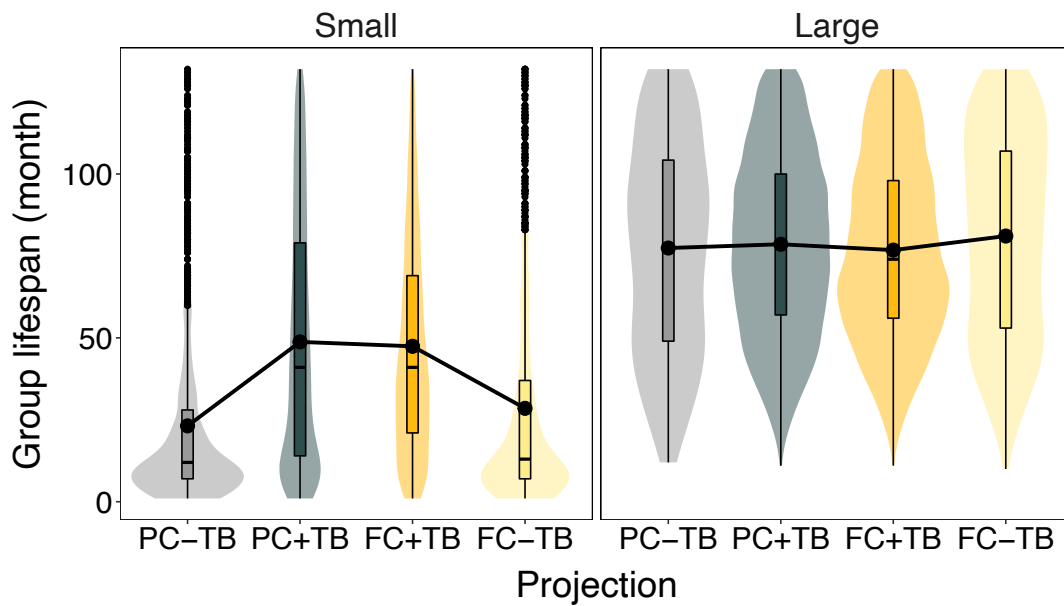 Small
Large
Group lifespan (month)
100
50
0
PC−TB PC+TB FC+TB FC−TB
PC−TB PC+TB FC+TB FC−TB
Projection